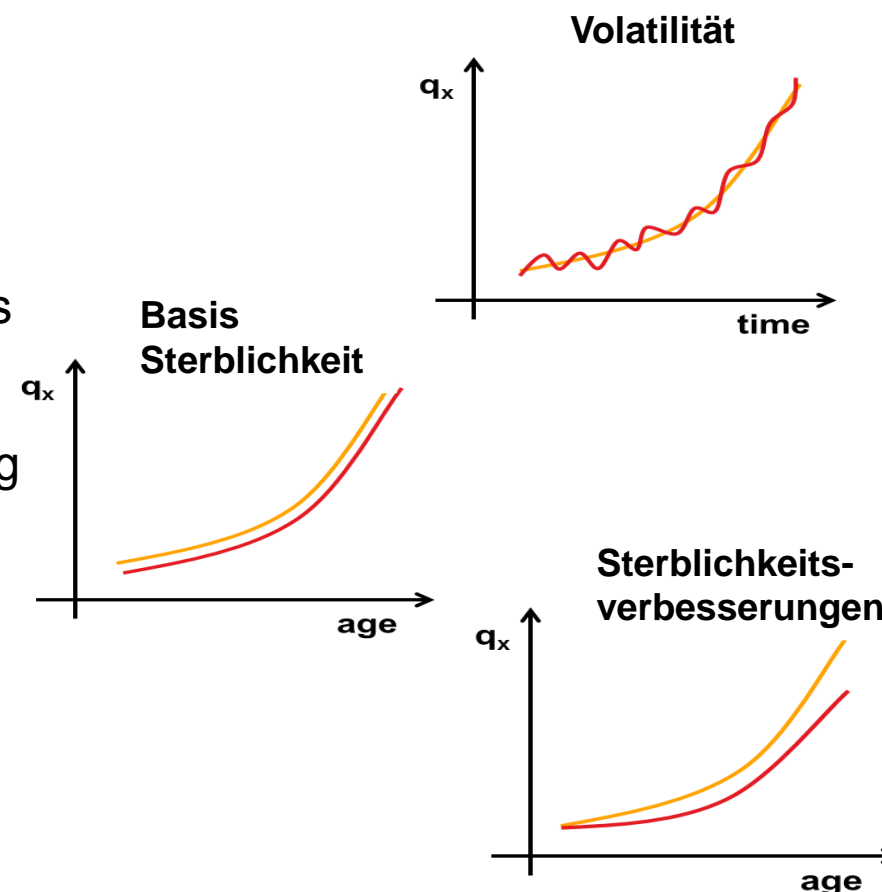 Volatilität
qx
time
s
Basis
Sterblichkeit
qx
g
age
Sterblichkeits-
verbesserungen
qx
age